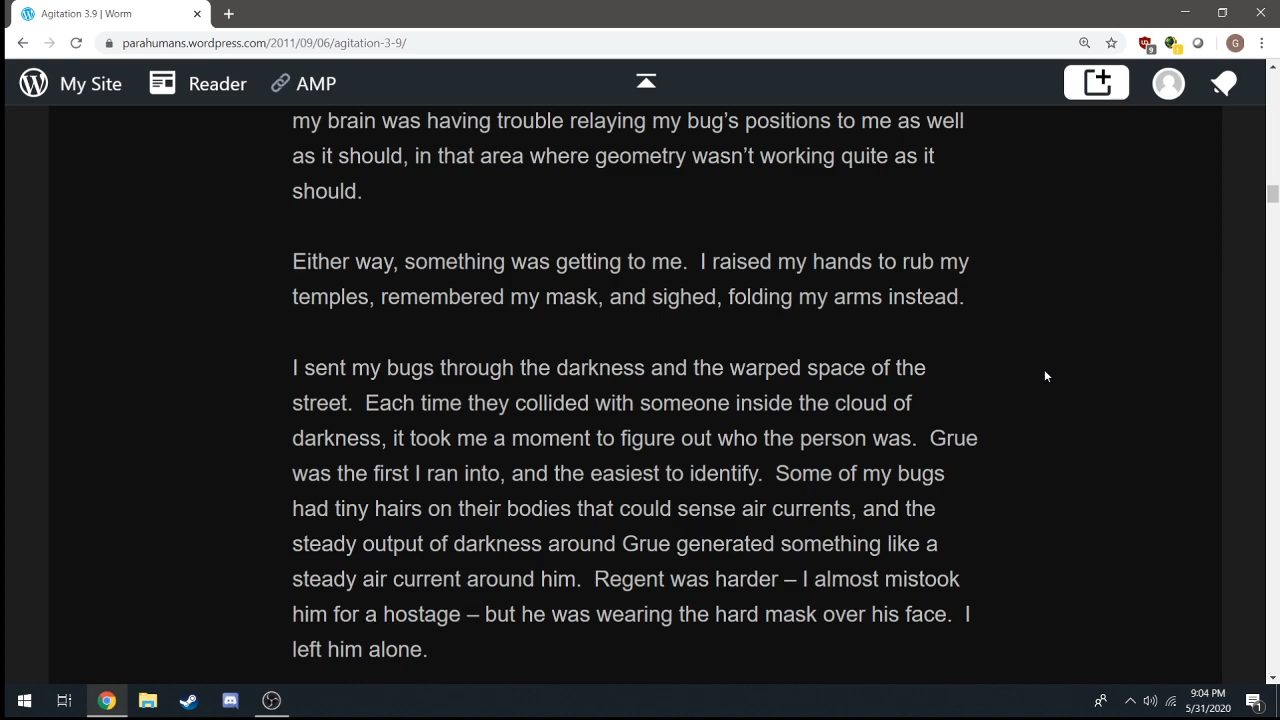 Agitation 3.9 | Worm
parahumans.wordpress.com/2011/09/06/agitation-3-9/
9
G
My Site
Reader
AMP
my brain was having trouble relaying my bug’s positions to me as well
as it should, in that area where geometry wasn’t working quite as it
should.
Either way, something was getting to me.  I raised my hands to rub my
temples, remembered my mask, and sighed, folding my arms instead.
I sent my bugs through the darkness and the warped space of the
street.  Each time they collided with someone inside the cloud of
darkness, it took me a moment to figure out who the person was.  Grue
was the first I ran into, and the easiest to identify.  Some of my bugs
had tiny hairs on their bodies that could sense air currents, and the
steady output of darkness around Grue generated something like a
steady air current around him.  Regent was harder – I almost mistook
him for a hostage – but he was wearing the hard mask over his face.  I
left him alone.
9:04 PM
5/31/2020
1